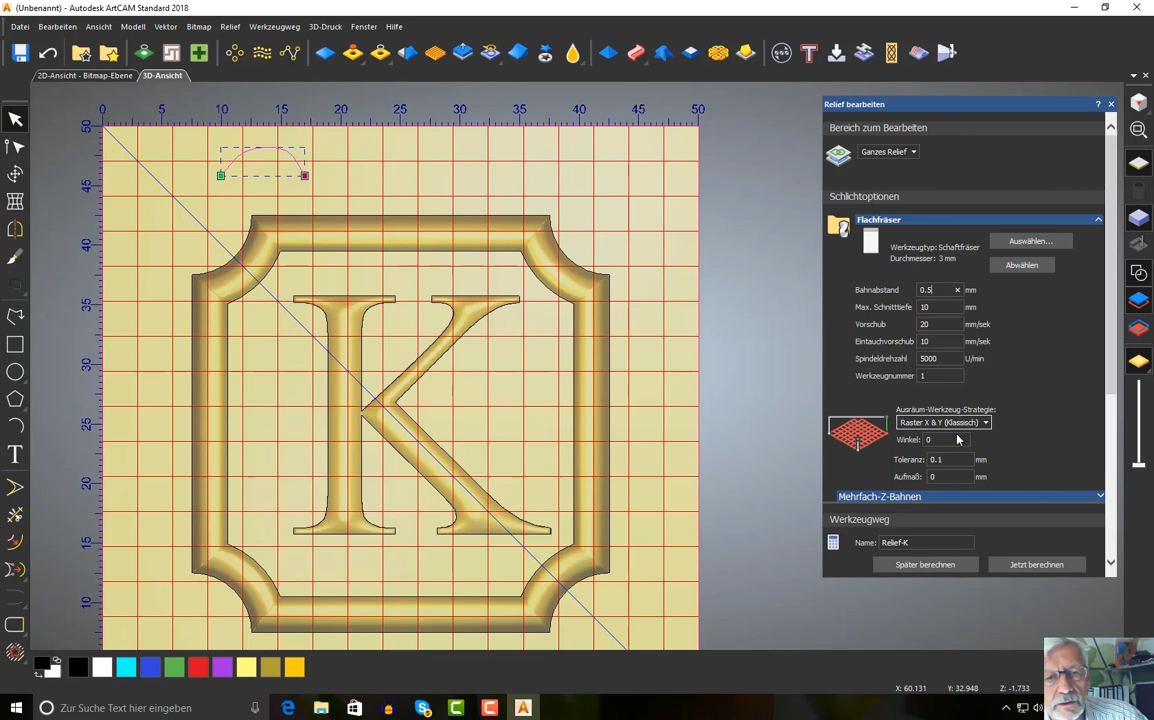 (Unbenannt) - Autodesk ArtCAM Standard 2018
Datei Bearbeiten Ansicht Modell Vektor Bitmap Relief Werkzeugweg 3D-Druck Fenster Hilfe
2D-Ansicht - Bitmap-Ebene 3D-Ansicht
0 5 10 15 20 25 30 35 40 45 50
50
45
40
35
30
25
20
15
10
K
Relief bearbeiten ? ×
Bereich zum Bearbeiten
Ganzes Relief
Schlichtoptionen
Flachfräser
Werkzeugtyp: Schaftfräser
Durchmesser: 3 mm
Auswählen...
Abwählen
Bahnabstand 0.5 × mm
Max. Schnitttiefe 10 mm
Vorschub 20 mm/sek
Eintauchvorschub 10 mm/sek
Spindeldrehzahl 5000 U/min
Werkzeugnummer 1
Ausräum-Werkzeug-Strategie:
Raster X & Y (Klassisch)
Winkel: 0
Toleranz: 0.1 mm
Aufmaß: 0 mm
Mehrfach-Z-Bahnen
Werkzeugweg
Name: Relief-K
Später berechnen Jetzt berechnen
X: 60.131 Y: 32.948 Z: -1.733
Zur Suche Text hier eingeben